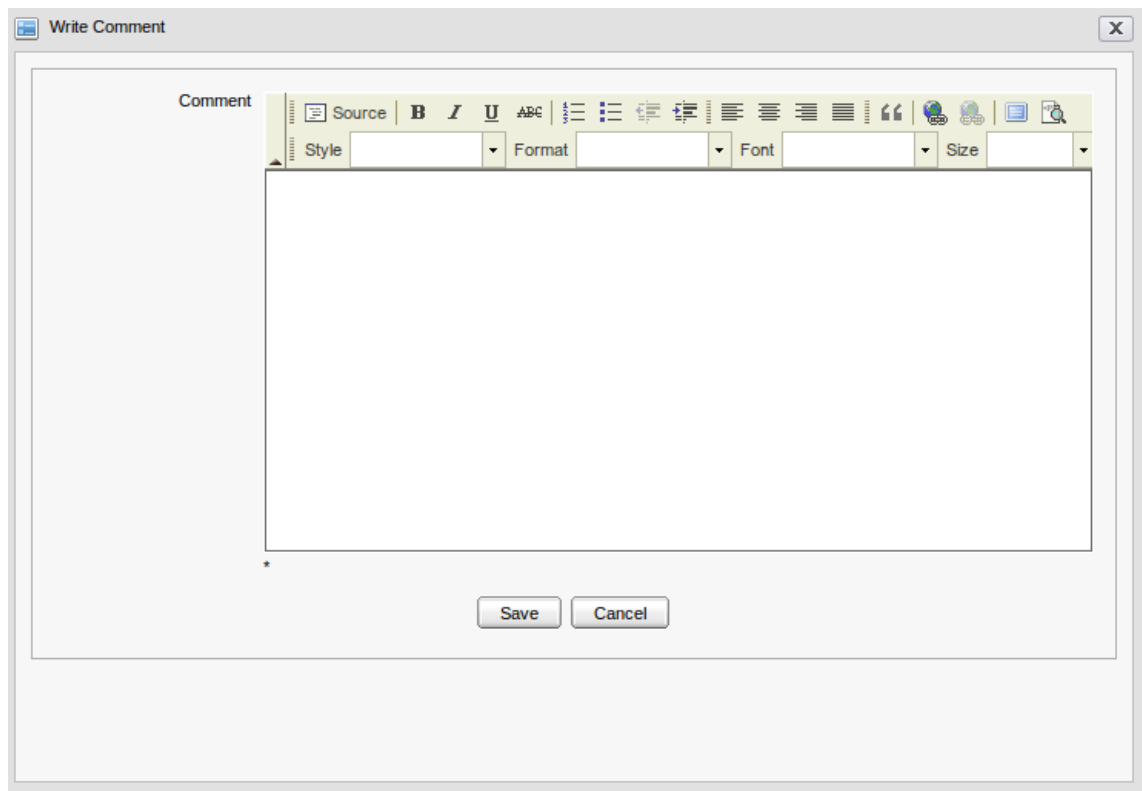 Write Comment
X
Comment
Source B I U ABC
Style Format Font Size
*
Save Cancel